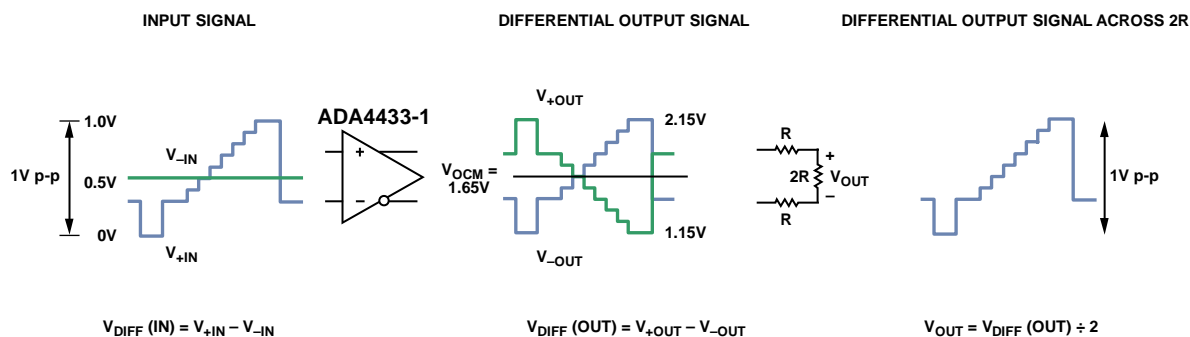 INPUT SIGNAL
DIFFERENTIAL OUTPUT SIGNAL
DIFFERENTIAL OUTPUT SIGNAL ACROSS 2R
1.0V
V–IN
1V p-p
0.5V
0V
V+IN
ADA4433-1
+
–
V+OUT
2.15V
VOCM =
1.65V
1.15V
V–OUT
R
+
2R
VOUT
–
R
1V p-p
VDIFF (IN) = V+IN – V–IN
VDIFF (OUT) = V+OUT – V–OUT
VOUT = VDIFF (OUT) ÷ 2